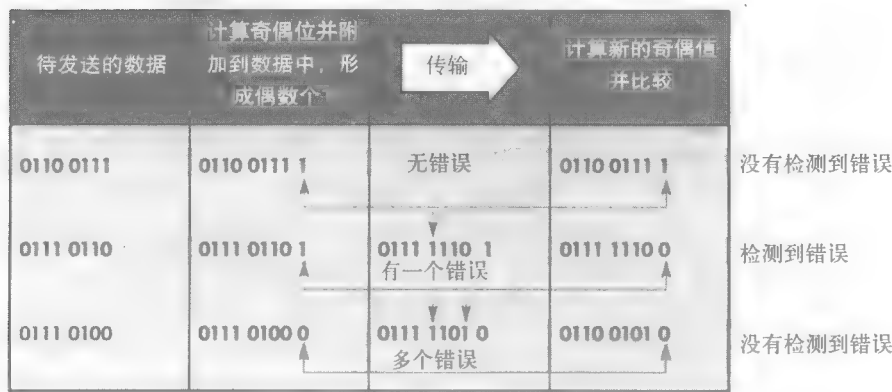 待发送的数据
计算奇偶位并附
加到数据中，形
成偶数个
传输
计算新的奇偶值
并比较
0110 0111
0110 0111 1
无错误
0110 0111 1
没有检测到错误
0111 0110
0111 0110 1
0111 1110 1
有一个错误
0111 1110 0
检测到错误
0111 0100
0111 0100 0
0111 1101 0
多个错误
0110 0101 0
没有检测到错误